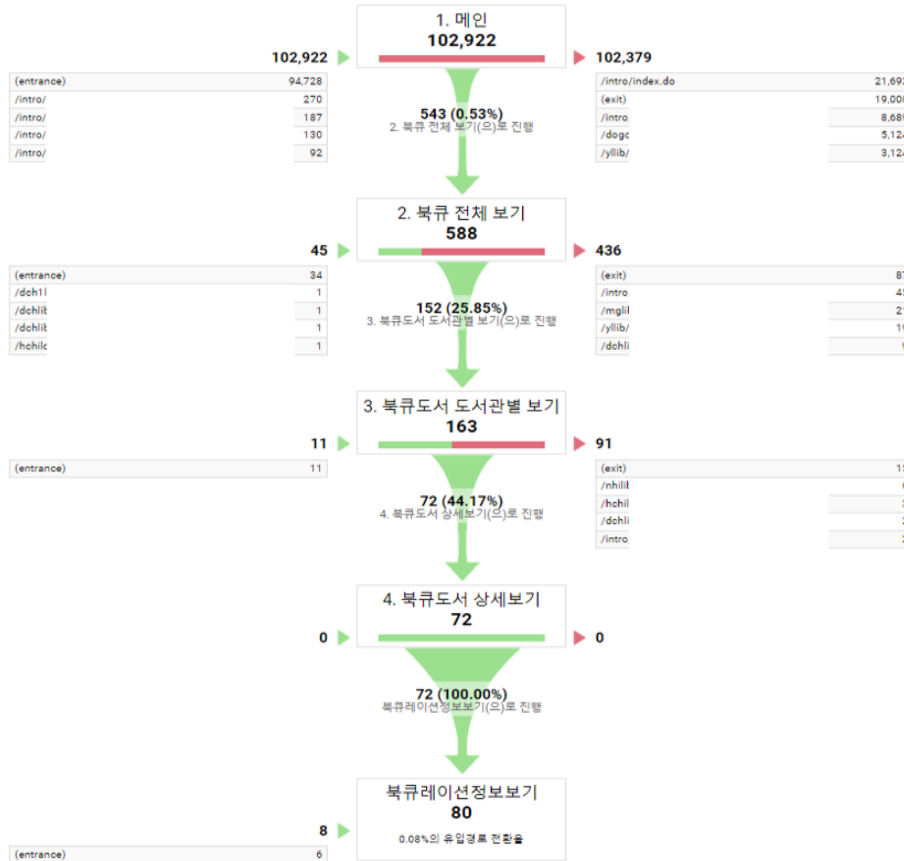 1. 메인
102,922
102,922
102,379
(entrance) 94,728
/intro/ 270
/intro/ 187
/intro/ 130
/intro/ 92
/intro/index.do
(exit)
/intro
/dogc
/yllib/
543 (0.53%)
2. 북큐 전체 보기(으)로 진행
2. 북큐 전체 보기
588
45
436
(entrance) 34
/dch1l 1
/dchlib 1
/dchlib 1
/hchilc 1
(exit)
/intro
/mglil
/yllib/
/dchli
152 (25.85%)
3. 북큐도서 도서관별 보기(으)로 진행
3. 북큐도서 도서관별 보기
163
11
91
(entrance) 11
(exit)
/nhilit
/hchil
/dchli
/intro
72 (44.17%)
4. 북큐도서 상세보기(으)로 진행
4. 북큐도서 상세보기
72
0
0
72 (100.00%)
북큐레이션정보보기(으)로 진행
북큐레이션정보보기
80
0.08%의 유입경로 전환율
8
(entrance) 6